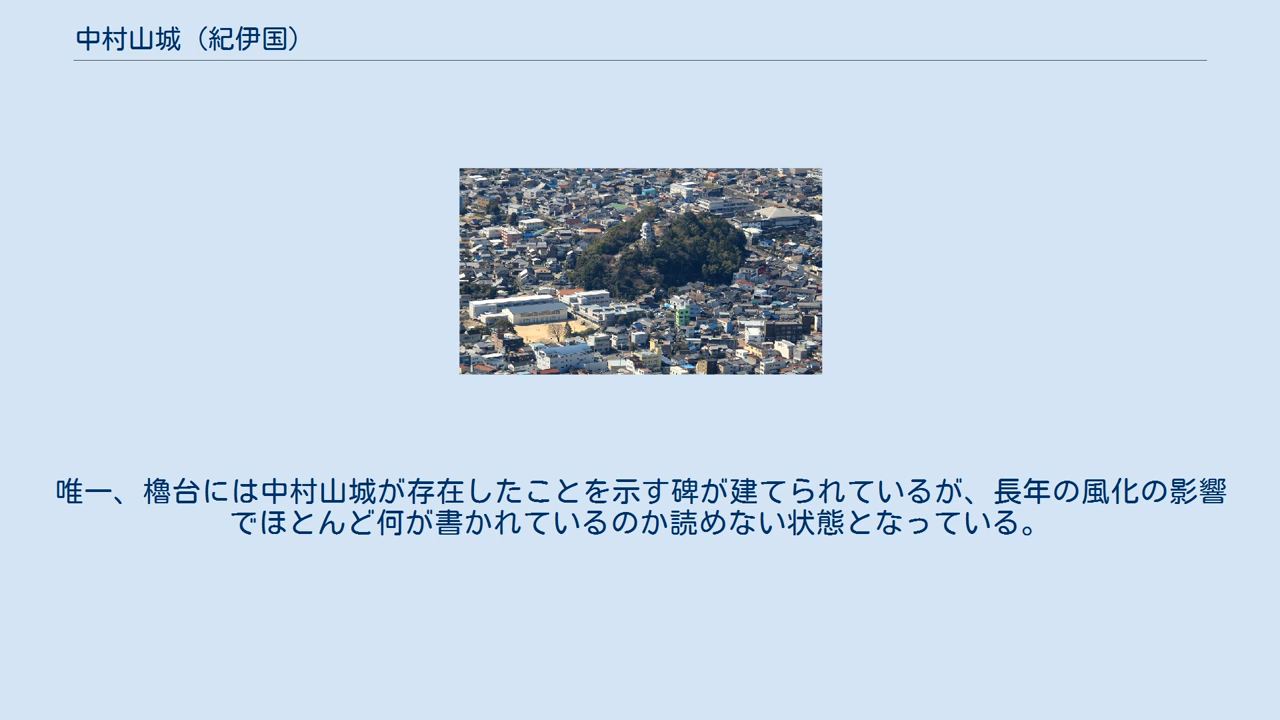 中村山城（紀伊国）
唯一、櫓台には中村山城が存在したことを示す碑が建てられているが、長年の風化の影響
でほとんど何が書かれているのか読めない状態となっている。